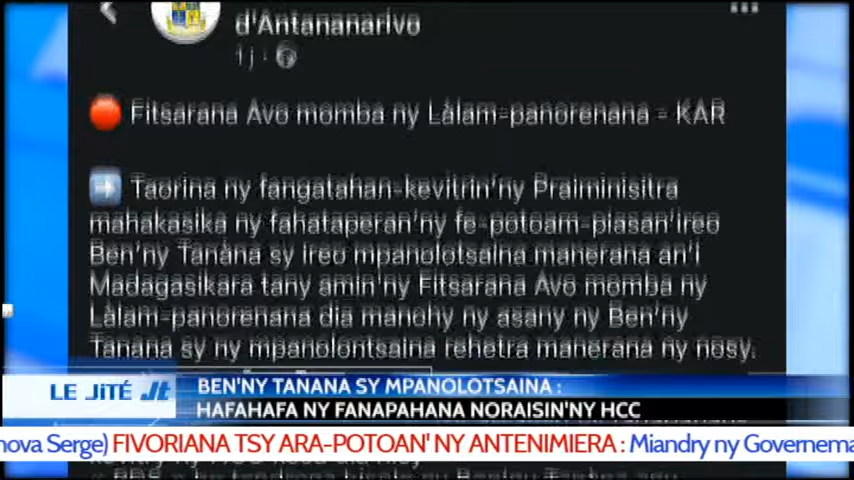 d'Antananarivo
1 j
Fitsarana Avo momba ny Làlam-panorenana - KAR
Taorina ny fangatahan-kevitrin'ny Praiminisitra
mahakasika ny fahataperan'ny fe-potoam-piasan'ireo
Ben'ny Tanàna sy ireo mpanolotsaina manerana an'i
Madagasikara tany amin'ny Fitsarana Avo momba ny
Làlam-panorenana dia manohy ny asany ny Ben'ny
Tanàna sy ny mpanolontsaina rehetra manerana ny nosy.
LE JiTÉ Jt
BEN'NY TANANA SY MPANOLOTSAINA :
HAFAHAFA NY FANAPAHANA NORAISIN'NY HCC
nova Serge) FIVORIANA TSY ARA-POTOAN' NY ANTENIMIERA : Miandry ny Governema